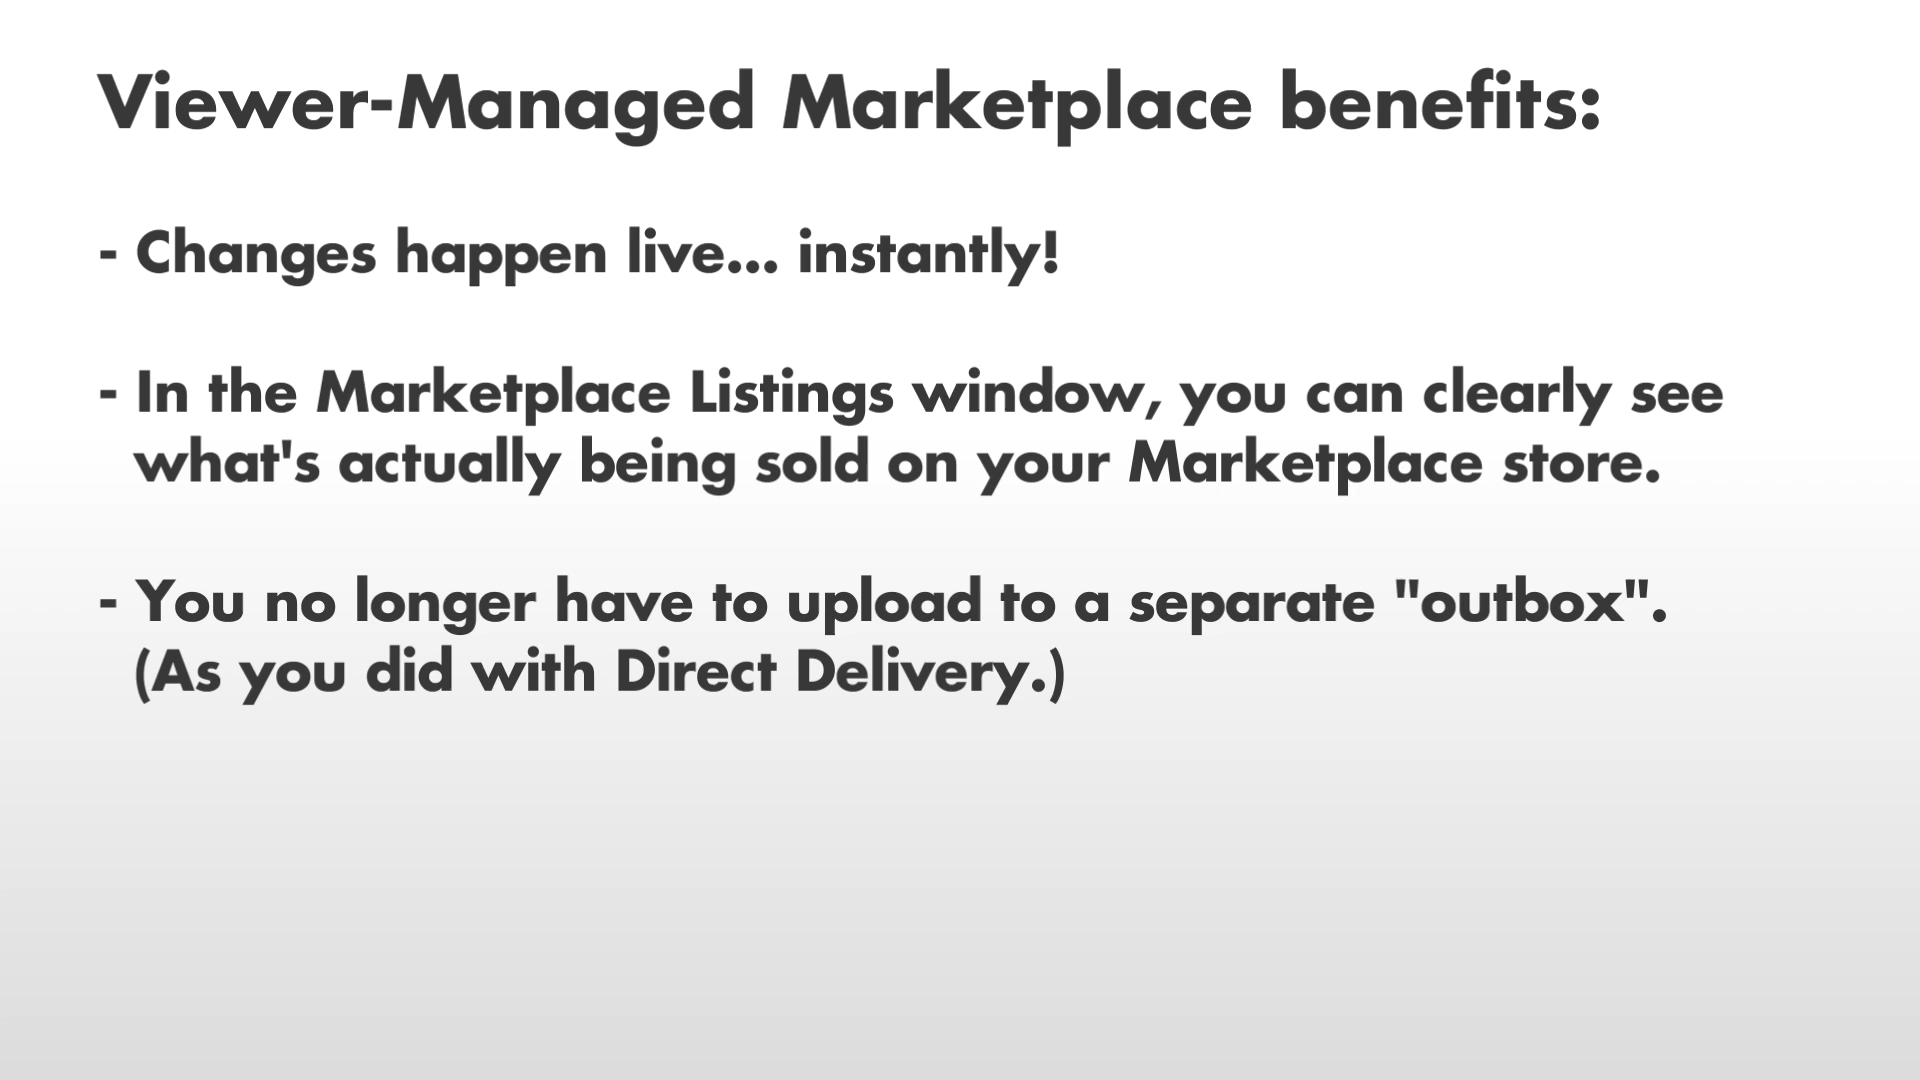 Viewer-Managed Marketplace benefits:
- Changes happen live... instantly!
- In the Marketplace Listings window, you can clearly see
what's actually being sold on your Marketplace store.
- You no longer have to upload to a separate "outbox".
(As you did with Direct Delivery.)